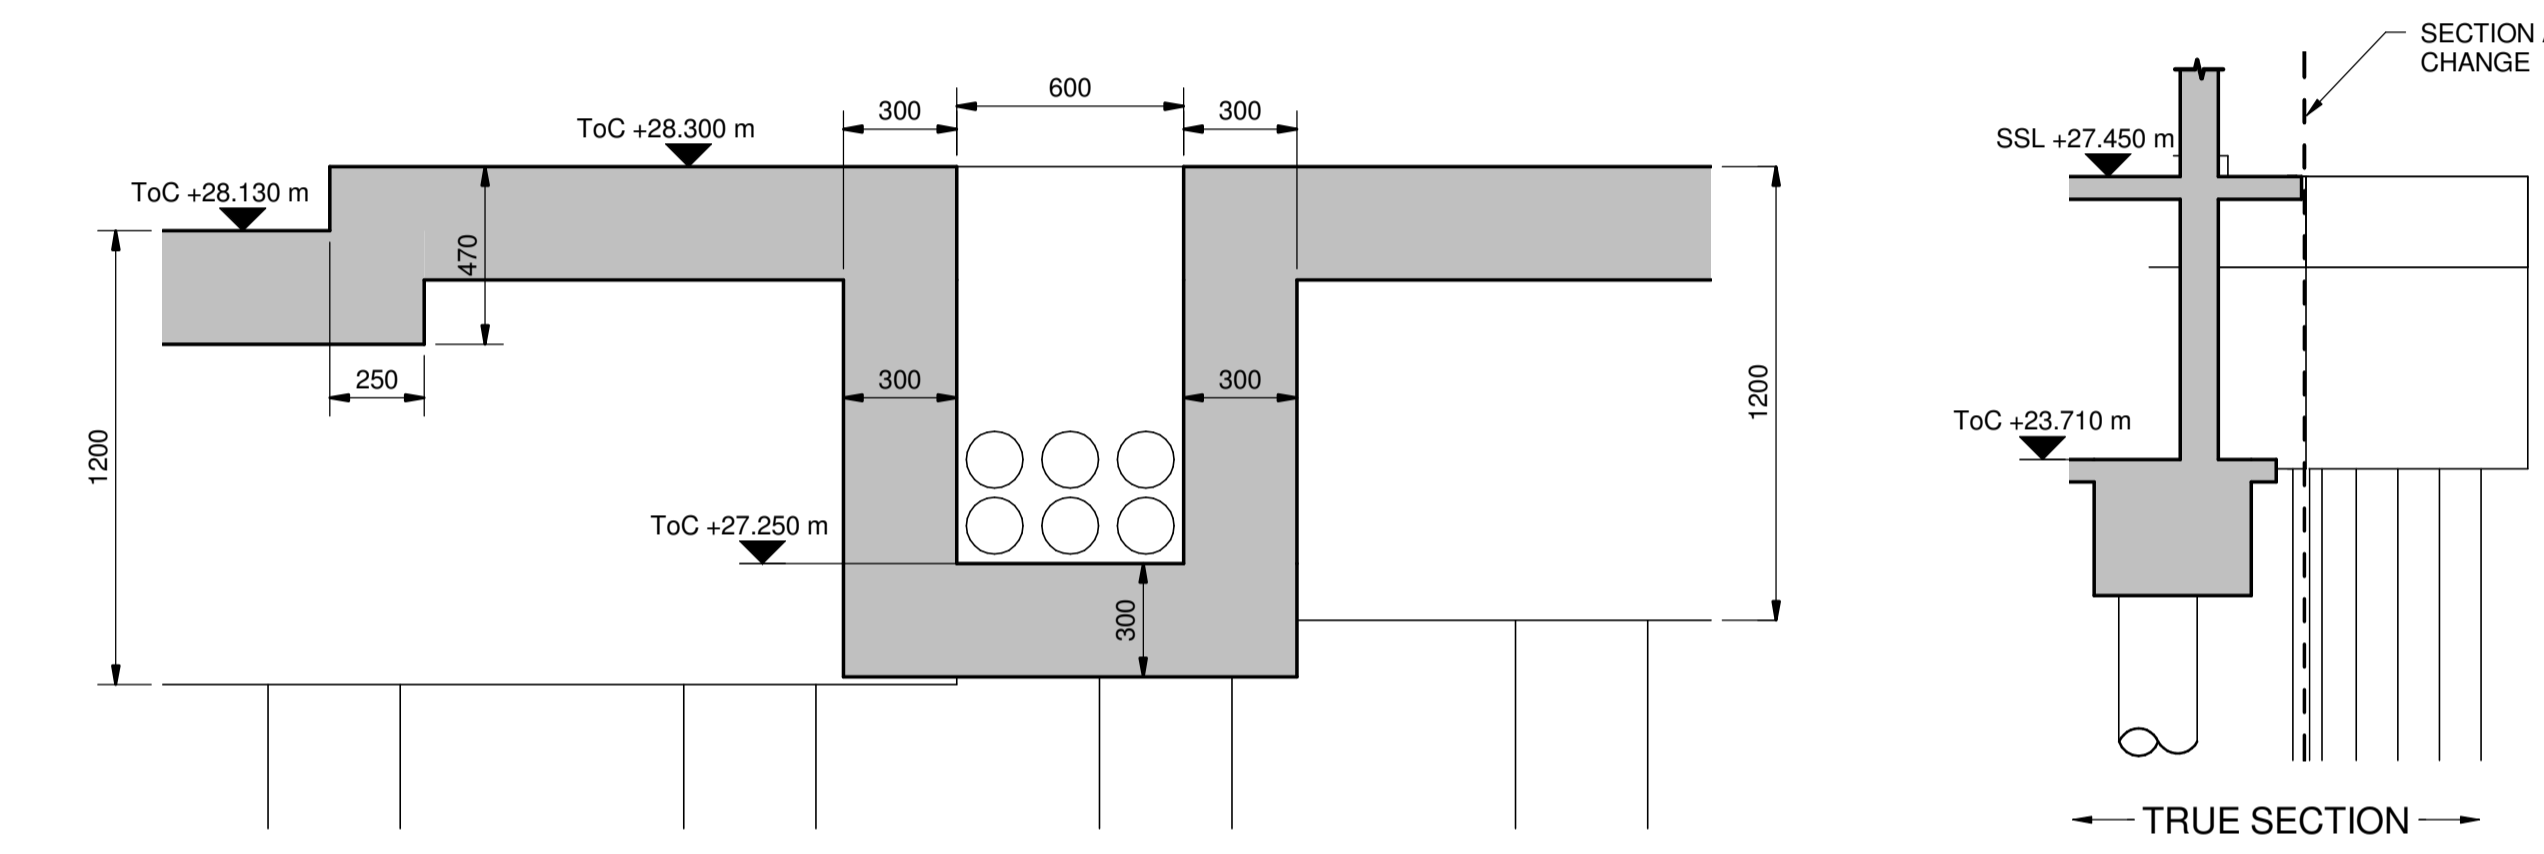 SECTION
CHANGE
600
300
300
ToC +28.300 m
SSL +27.450 m
ToC +28.130 m
470
250
300
300
1200
1200
ToC +23.710 m
ToC +27.250 m
300
TRUE SECTION